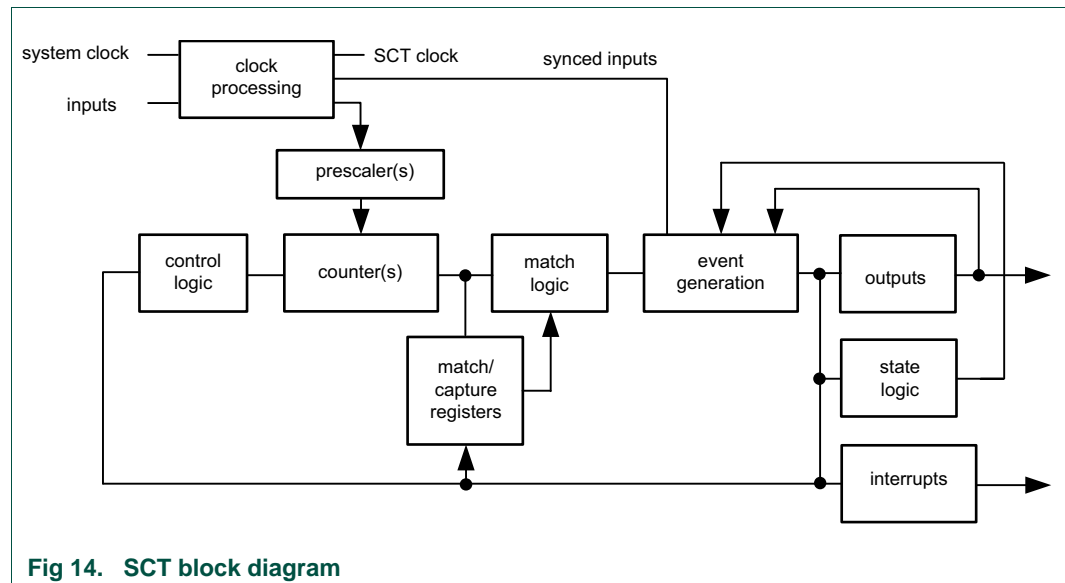 system clock
inputs
clock
processing
SCT clock
synced inputs
prescaler(s)
control
logic
counter(s)
match
logic
event
generation
outputs
match/
capture
registers
state
logic
interrupts
Fig 14. SCT block diagram